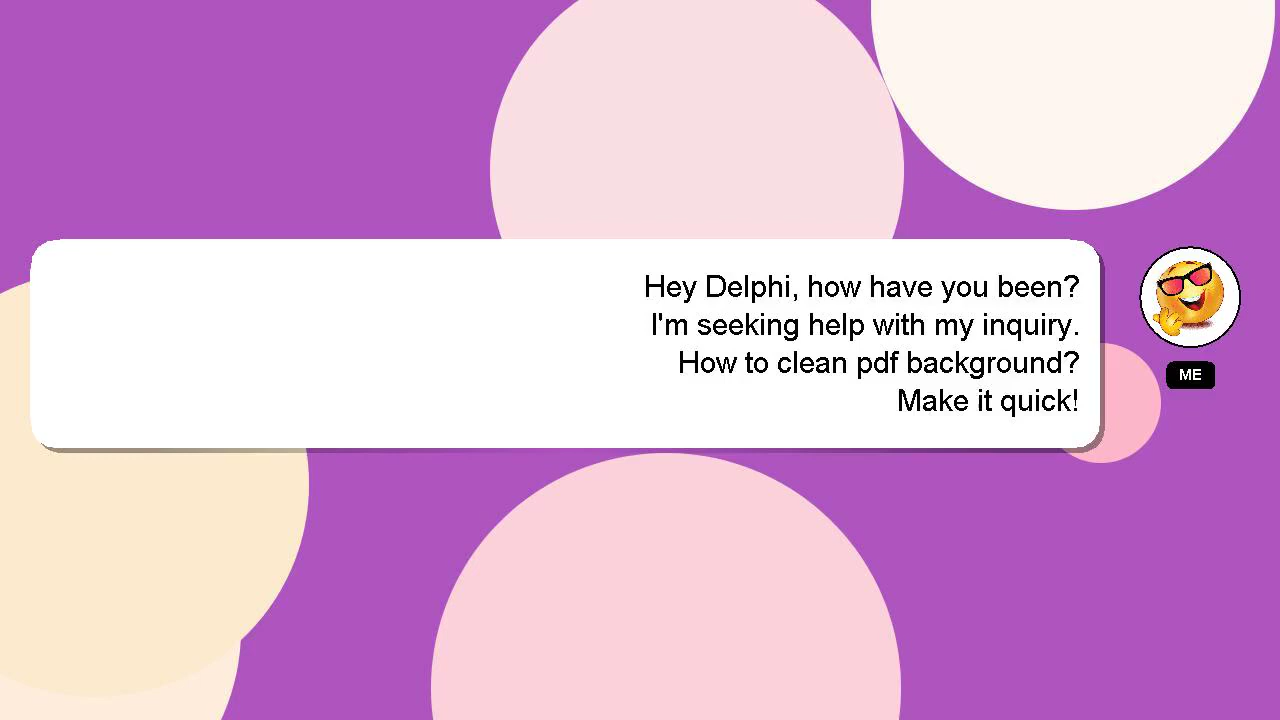 Hey Delphi, how have you been?
I'm seeking help with my inquiry.
How to clean pdf background?
Make it quick!
ME